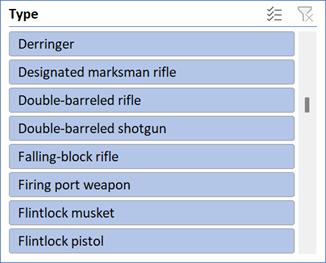 Type
Derringer
Designated marksman rifle
Double-barreled rifle
Double-barreled shotgun
Falling-block rifle
Firing port weapon
Flintlock musket
Flintlock pistol